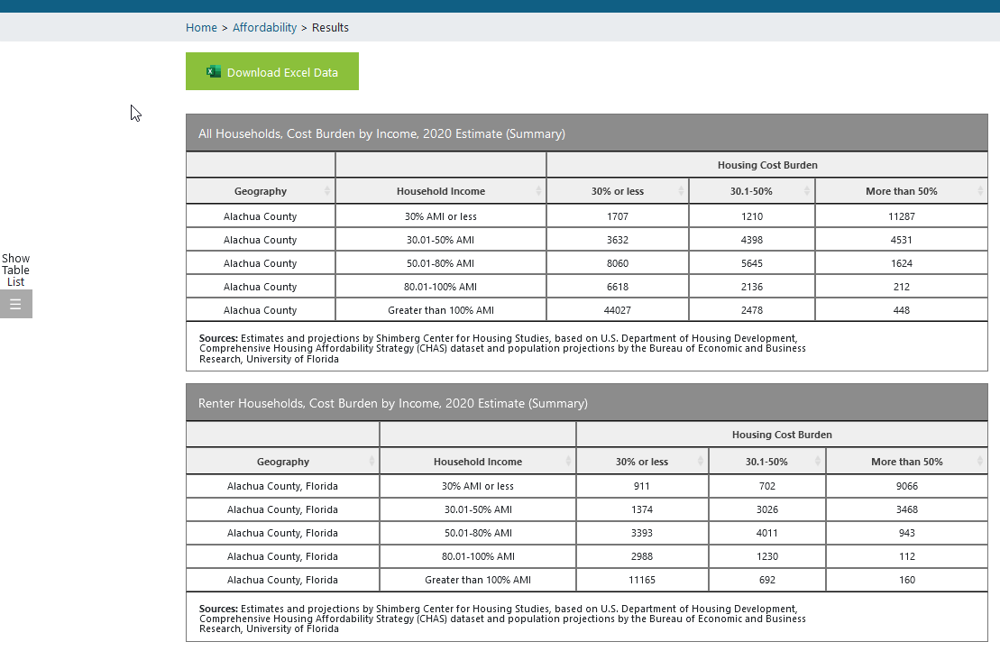 Home > Affordability > Results
Download Excel Data
Show
Table
List
All Households, Cost Burden by Income, 2020 Estimate (Summary)
Housing Cost Burden
Geography Household Income 30% or less 30.1-50% More than 50%
Alachua County 30% AMI or less 1707 1210 11287
Alachua County 30.01-50% AMI 3632 4398 4531
Alachua County 50.01-80% AMI 8060 5645 1624
Alachua County 80.01-100% AMI 6618 2136 212
Alachua County Greater than 100% AMI 44027 2478 448
Sources: Estimates and projections by Shimberg Center for Housing Studies, based on U.S. Department of Housing Development,
Comprehensive Housing Affordability Strategy (CHAS) dataset and population projections by the Bureau of Economic and Business
Research, University of Florida
Renter Households, Cost Burden by Income, 2020 Estimate (Summary)
Housing Cost Burden
Geography Household Income 30% or less 30.1-50% More than 50%
Alachua County, Florida 30% AMI or less 911 702 9066
Alachua County, Florida 30.01-50% AMI 1374 3026 3468
Alachua County, Florida 50.01-80% AMI 3393 4011 943
Alachua County, Florida 80.01-100% AMI 2988 1230 112
Alachua County, Florida Greater than 100% AMI 11165 692 160
Sources: Estimates and projections by Shimberg Center for Housing Studies, based on U.S. Department of Housing Development,
Comprehensive Housing Affordability Strategy (CHAS) dataset and population projections by the Bureau of Economic and Business
Research, University of Florida